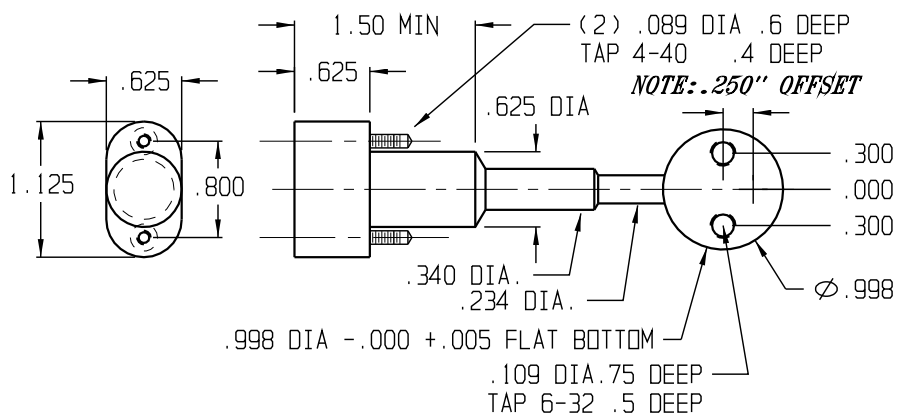 1.50 MIN
(2) .089 DIA .6 DEEP
TAP 4-40 .4 DEEP
.625
.625
NOTE:.250" OFFSET
.625 DIA
1.125
.800
.300
.000
.300
.340 DIA.
.234 DIA.
Ø.998
.998 DIA -.000 +.005 FLAT BOTTOM
.109 DIA.75 DEEP
TAP 6-32 .5 DEEP